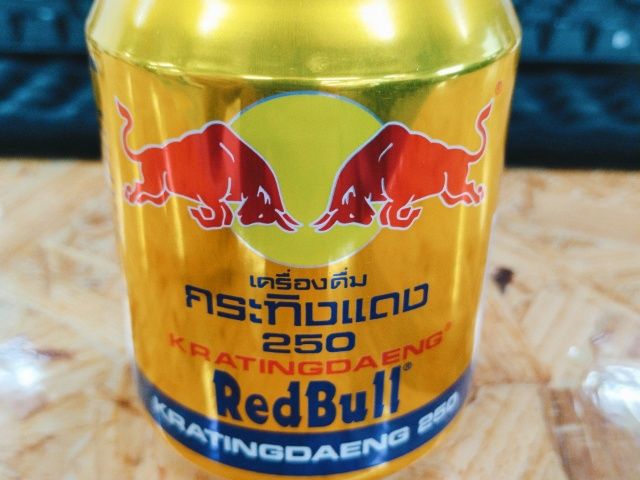 เครื่องดื่ม
กระทิงแดง
250
KRATINGDAENG®
RedBull®
KRATINGDAENG 250